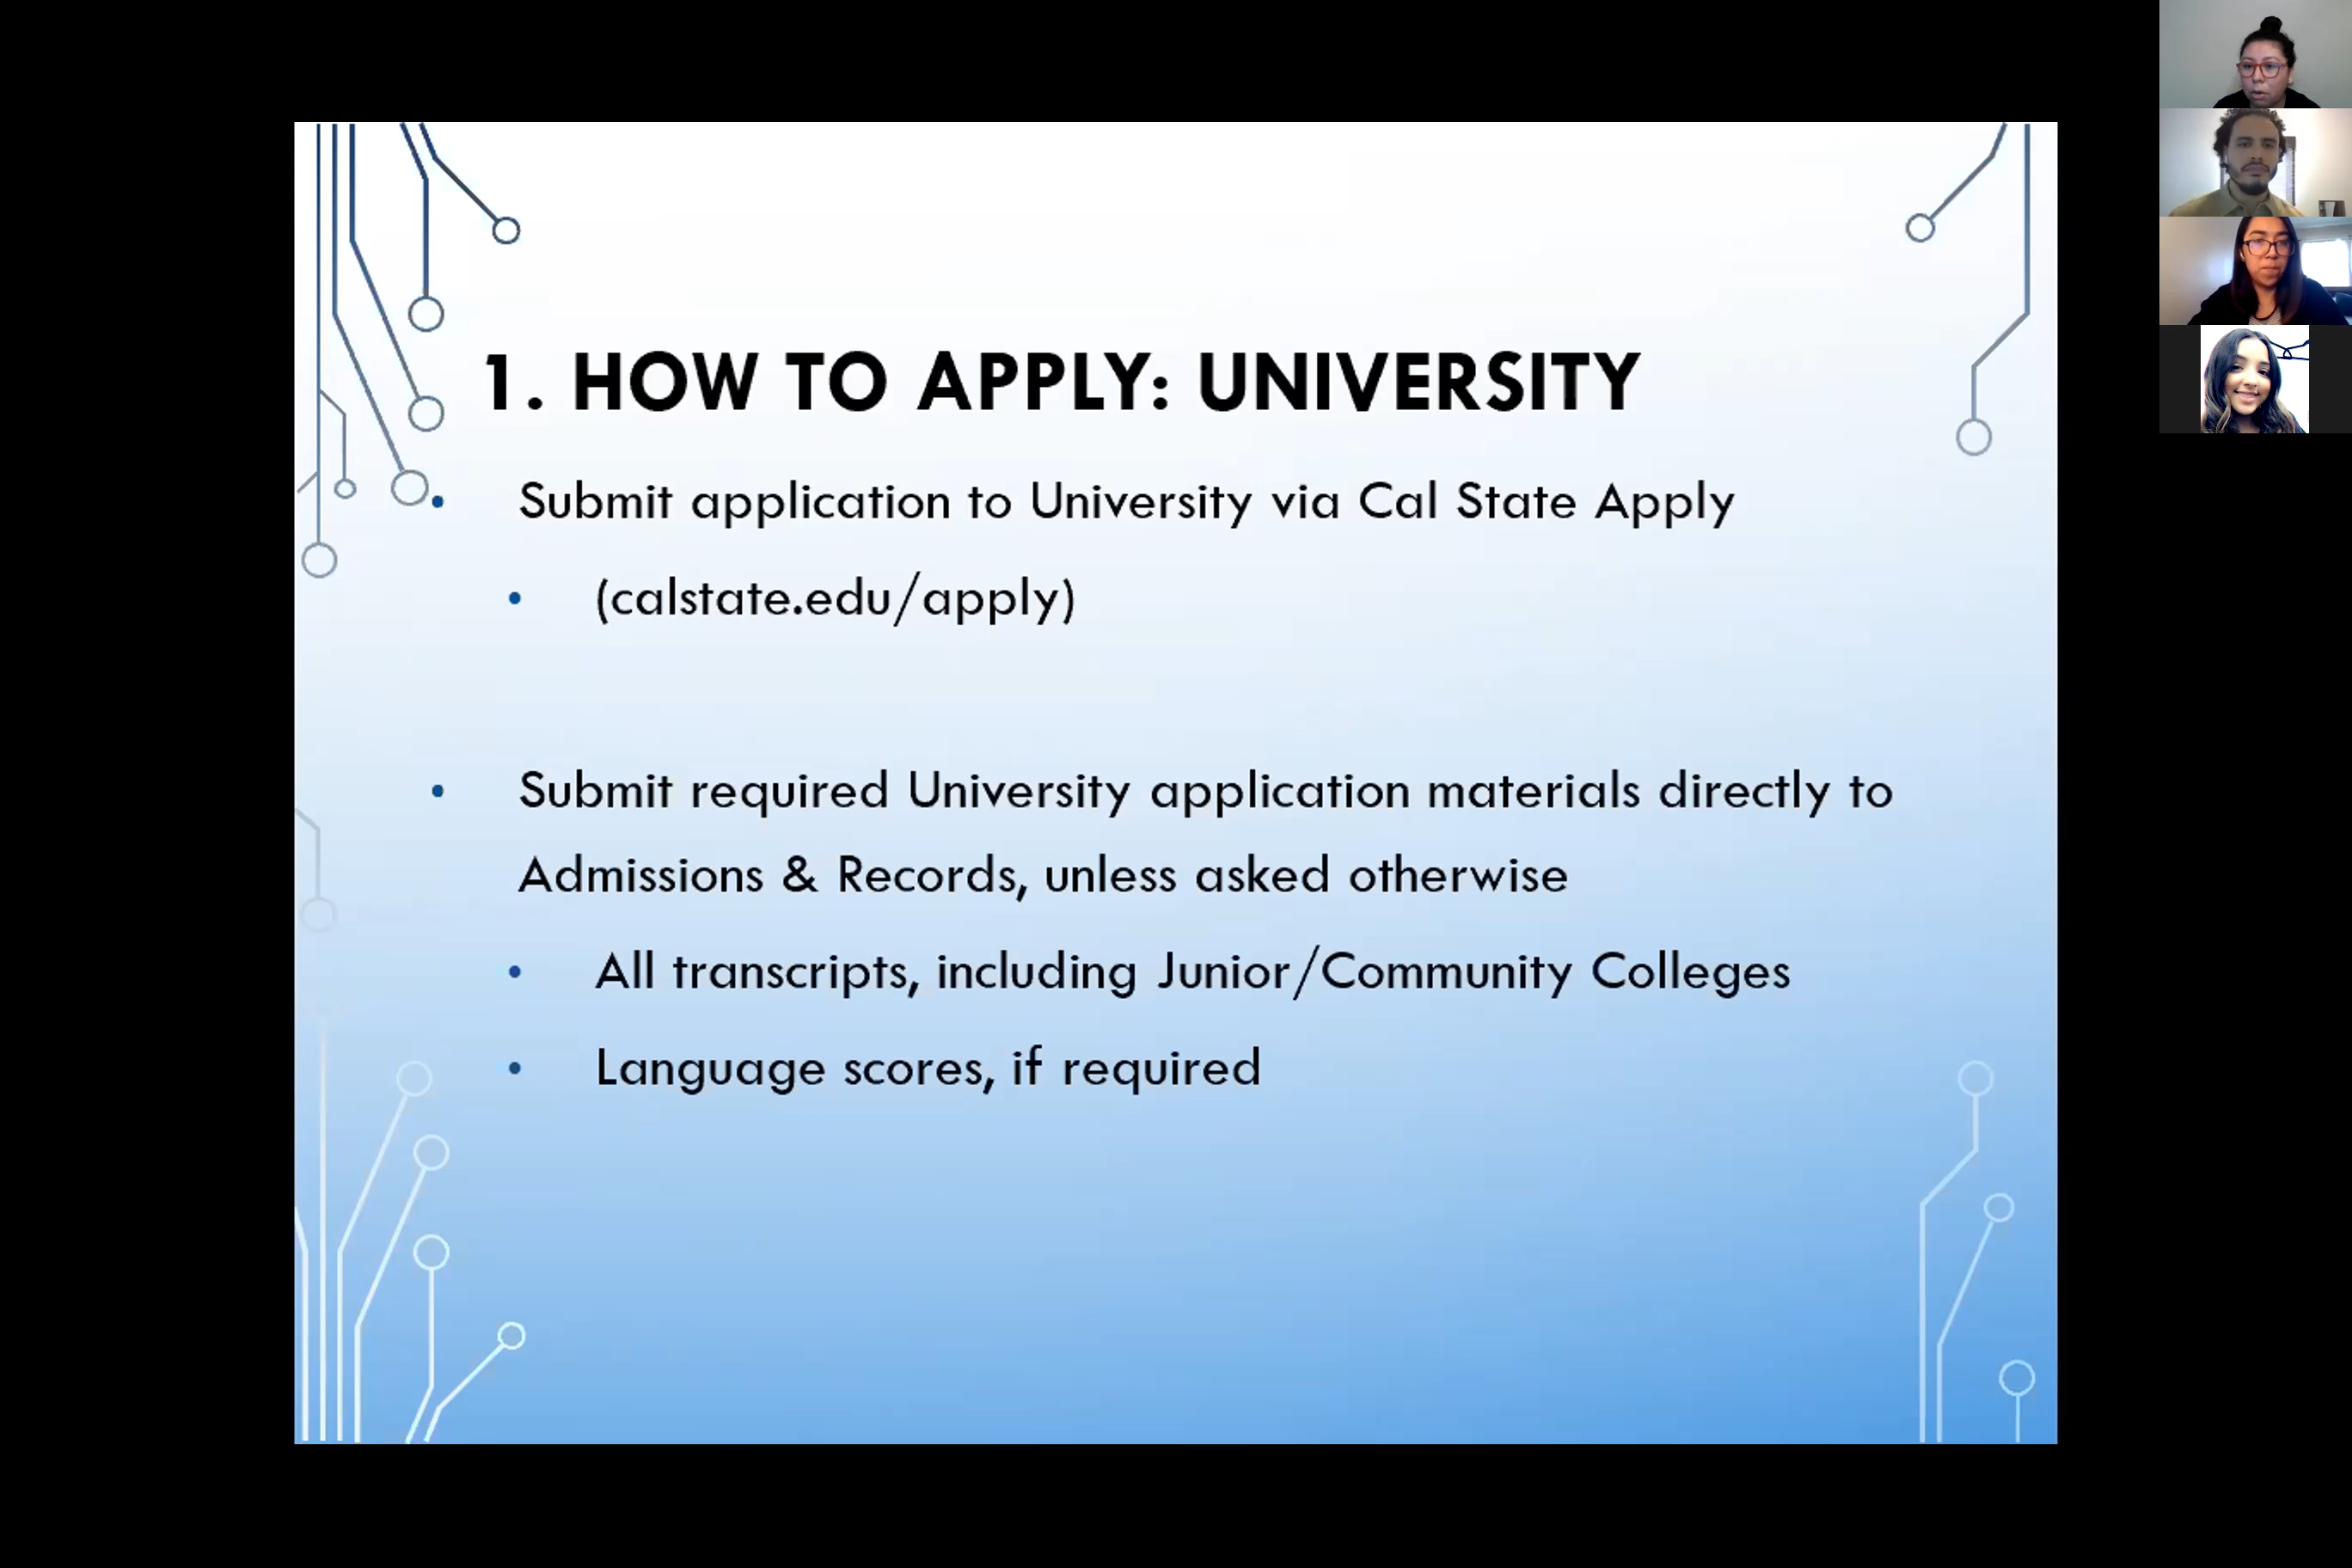 1. HOW TO APPLY: UNIVERSITY
• Submit application to University via Cal State Apply
• (calstate.edu/apply)
• Submit required University application materials directly to
Admissions & Records, unless asked otherwise
• All transcripts, including Junior/Community Colleges
• Language scores, if required